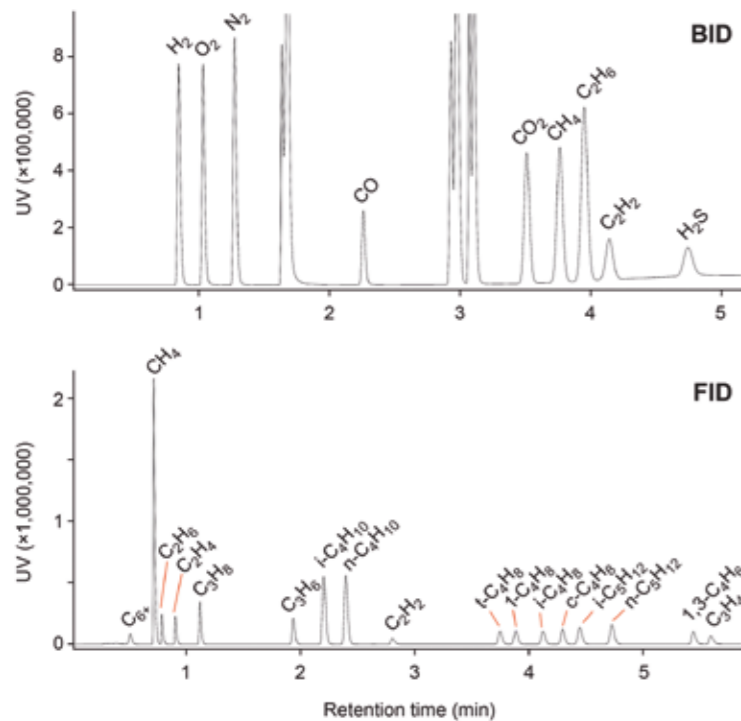 BID
UV (×100,000)
8
6
4
2
0
H₂
O₂
N₂
CO
CO₂
CH₄
C₂H₆
C₂H₂
H₂S
1
2
3
4
5
FID
UV (×1,000,000)
2
1
0
C₆₊
CH₄
C₂H₆
C₂H₄
C₃H₈
C₃H₆
i-C₄H₁₀
n-C₄H₁₀
C₂H₂
t-C₄H₈
1-C₄H₈
i-C₄H₈
c-C₄H₈
i-C₅H₁₂
n-C₅H₁₂
1,3-C₄H₆
C₃H₄
1
2
3
4
5
Retention time (min)